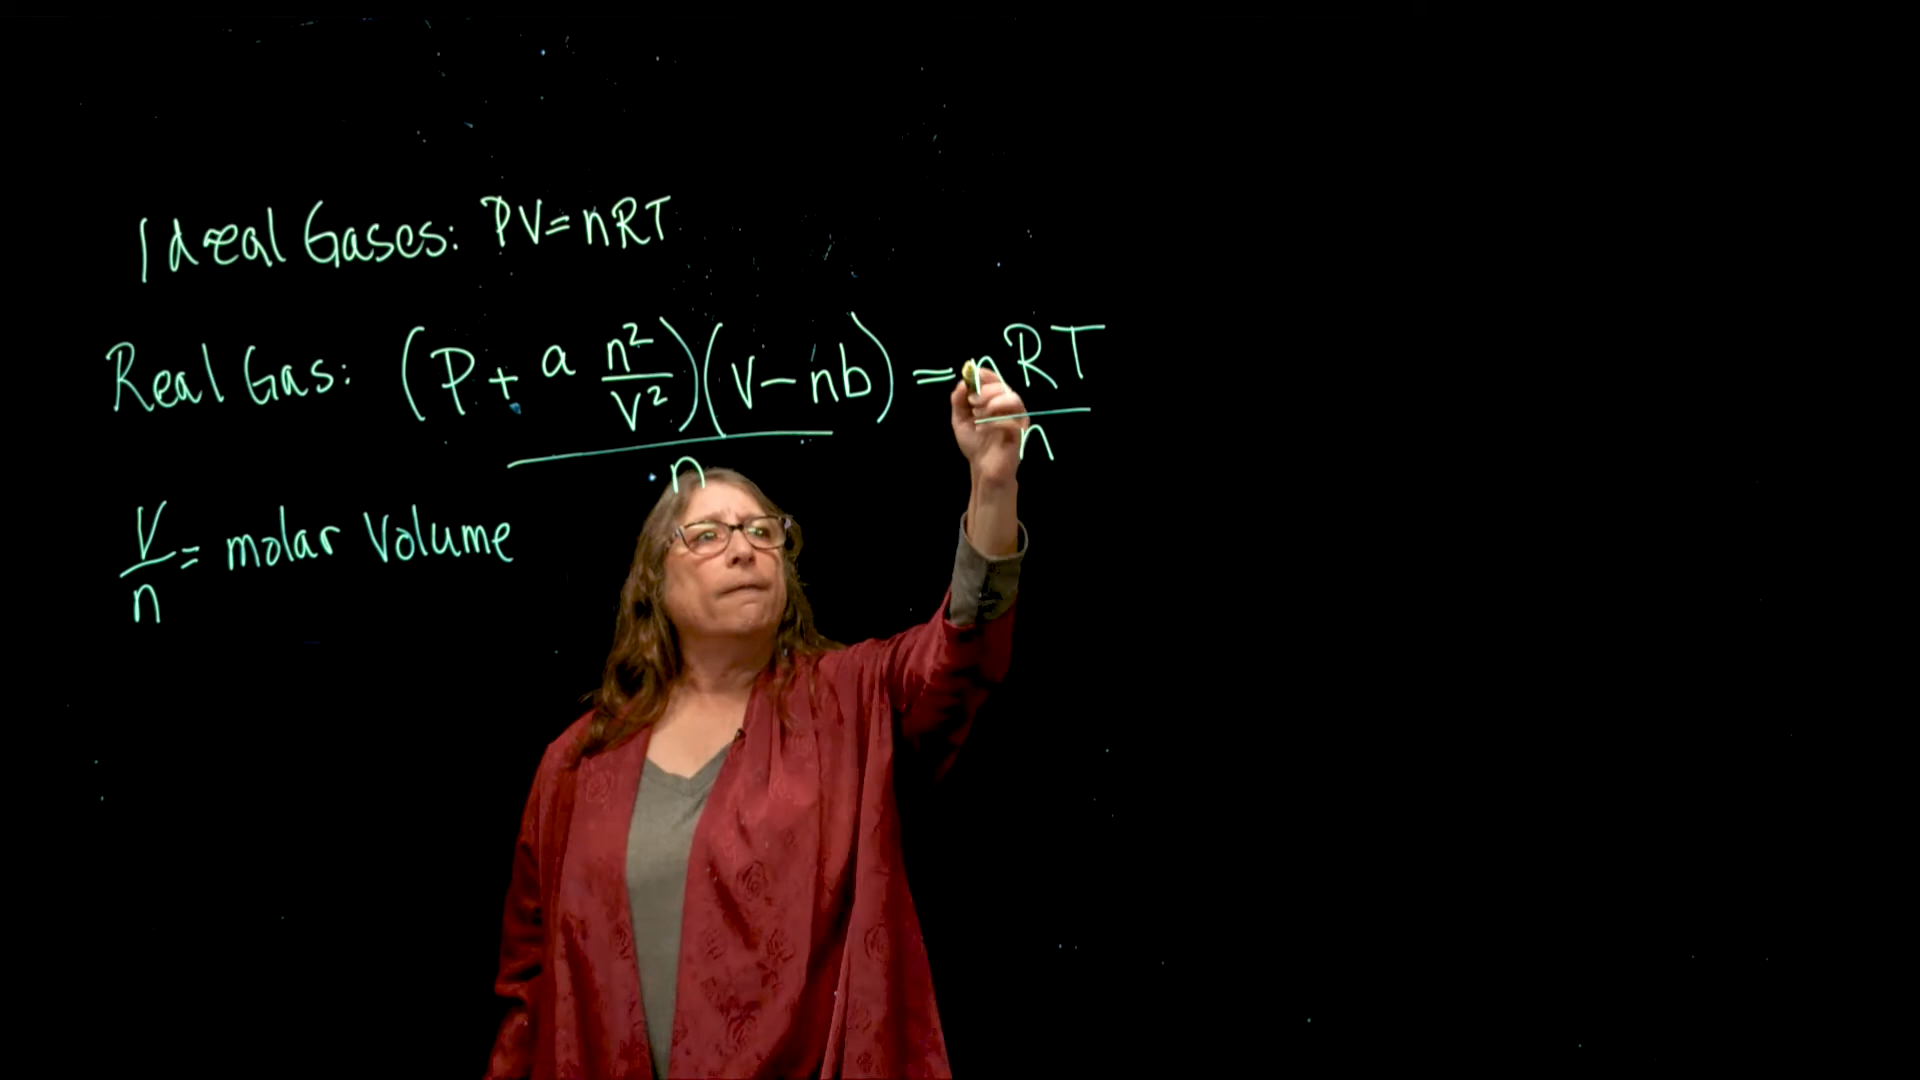 Ideal Gases: PV=nRT
Real Gas: (P + a n²/V²)(V − nb) = nRT
n n
V/n = molar Volume